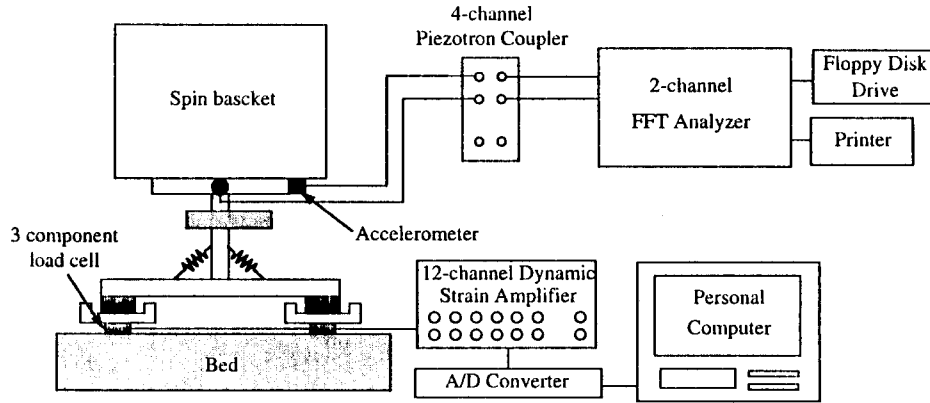 4-channel
Piezotron Coupler
Spin bascket
2-channel
FFT Analyzer
Floppy Disk
Drive
Printer
Accelerometer
3 component
load cell
12-channel Dynamic
Strain Amplifier
Personal
Computer
Bed
A/D Converter